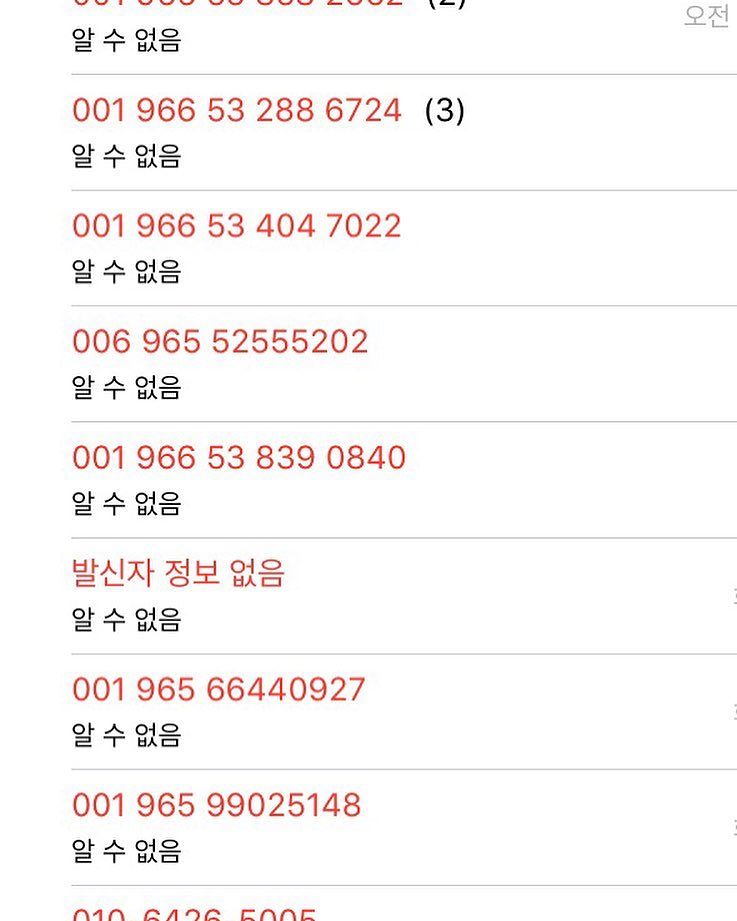 오전
알 수 없음
001 966 53 288 6724 (3)
알 수 없음
001 966 53 404 7022
알 수 없음
006 965 52555202
알 수 없음
001 966 53 839 0840
알 수 없음
발신자 정보 없음
알 수 없음
001 965 66440927
알 수 없음
001 965 99025148
알 수 없음
010-6426-5005